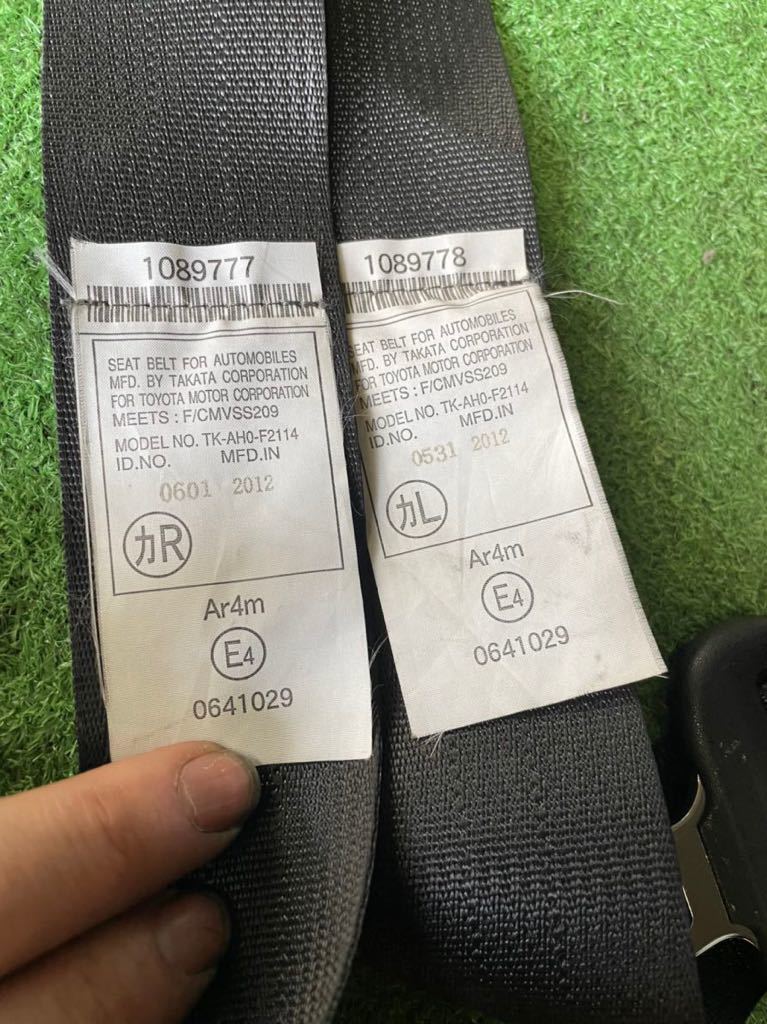 1089777
SEAT BELT FOR AUTOMOBILES
MFD. BY TAKATA CORPORATION
FOR TOYOTA MOTOR CORPORATION
MEETS : F/CMVSS209
MODEL NO. TK-AH0-F2114
ID.NO. MFD.IN
0601 2012
カR
Ar4m
E4
0641029
1089778
SEAT BELT FOR AUTOMOBILES
MFD. BY TAKATA CORPORATION
FOR TOYOTA MOTOR CORPORATION
MEETS : F/CMVSS209
MODEL NO. TK-AH0-F2114
ID.NO. MFD.IN
0531 2012
カL
Ar4m
E4
0641029